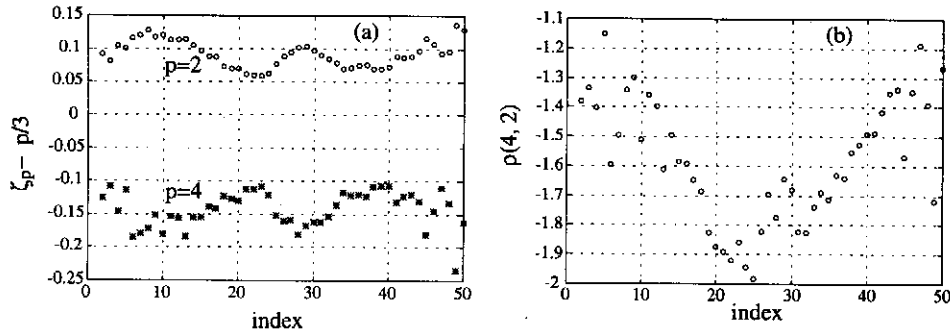 (a)
0.15
0.1
0.05
0
-0.05
-0.1
-0.15
-0.2
-0.25
p=2
p=4
ζp − p/3
0 10 20 30 40 50
index
(b)
-1.1
-1.2
-1.3
-1.4
-1.5
-1.6
-1.7
-1.8
-1.9
-2
ρ(4, 2)
0 10 20 30 40 50
index